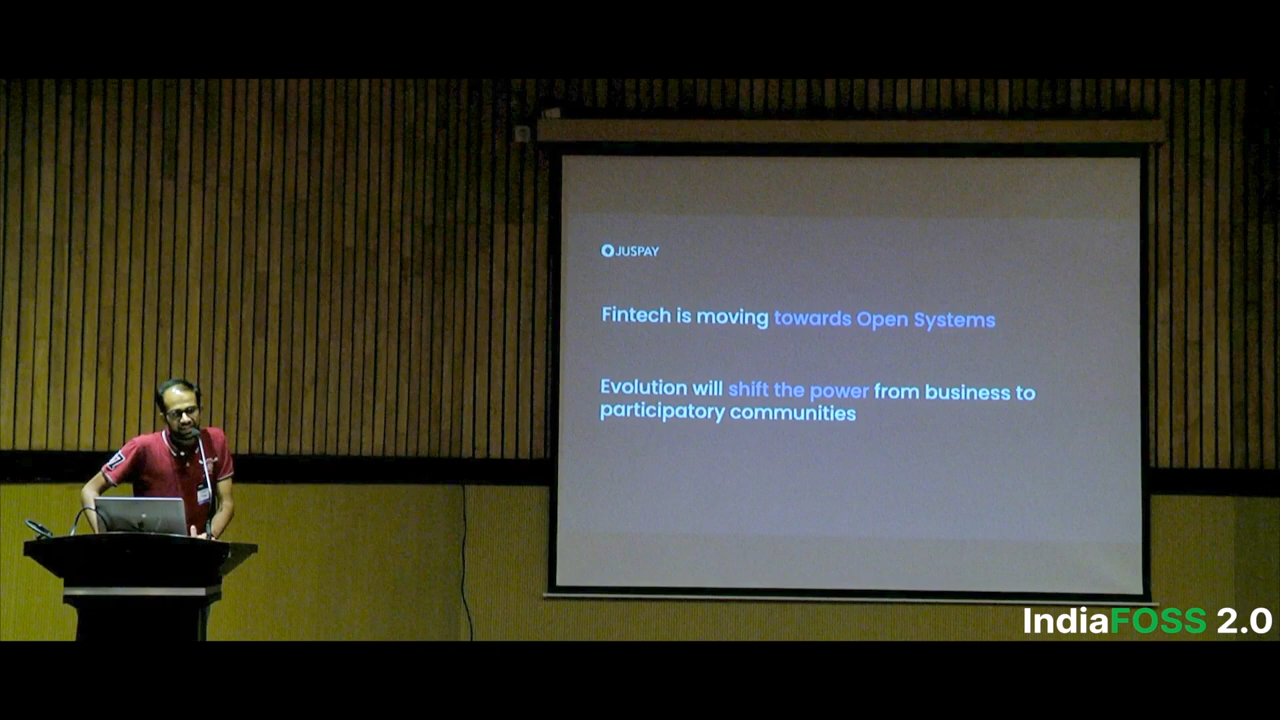 JUSPAY
Fintech is moving towards Open Systems
Evolution will shift the power from business to
participatory communities
IndiaFOSS 2.0